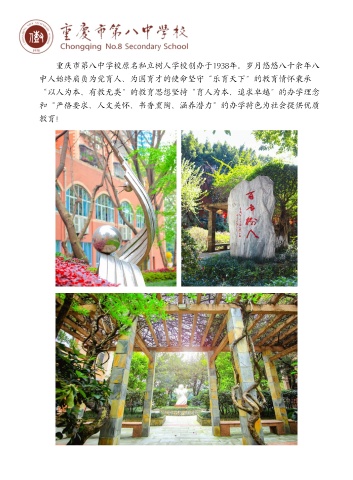 重庆市第八中学校
Chongqing No.8 Secondary School
重庆市第八中学校原名私立树人学校创办于1938年，岁月悠悠八十余年八
中人始终肩负为党育人、为国育才的使命坚守“乐育天下”的教育情怀秉承
“以人为本，有教无类”的教育思想坚持“育人为本、追求卓越”的办学理念
和“严格要求，人文关怀，书香熏陶，涵养潜力”的办学特色为社会提供优质
教育！
百年树人